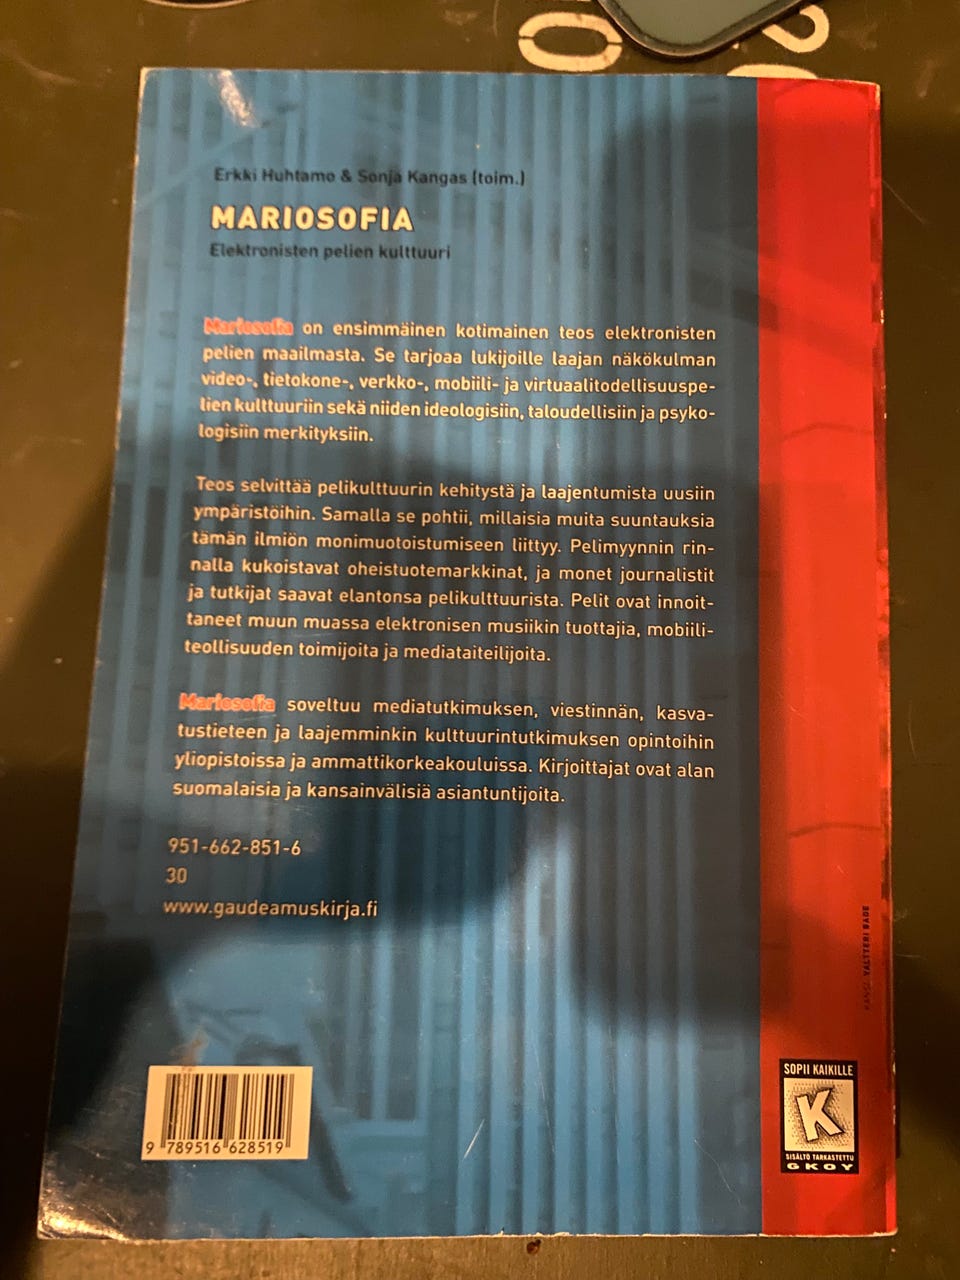 Erkki Huhtamo & Sonja Kangas (toim.)
MARIOSOFIA
Elektronisten pelien kulttuuri
Mariosofia on ensimmäinen kotimainen teos elektronisten
pelien maailmasta. Se tarjoaa lukijoille laajan näkökulman
video-, tietokone-, verkko-, mobiili- ja virtuaalitodellisuuspe-
lien kulttuuriin sekä niiden ideologisiin, taloudellisiin ja psyko-
logisiin merkityksiin.
Teos selvittää pelikulttuurin kehitystä ja laajentumista uusiin
ympäristöihin. Samalla se pohtii, millaisia muita suuntauksia
tämän ilmiön monimuotoistumiseen liittyy. Pelimyynnin rin-
nalla kukoistavat oheistuotemarkkinat, ja monet journalistit
ja tutkijat saavat elantonsa pelikulttuurista. Pelit ovat innoit-
taneet muun muassa elektronisen musiikin tuottajia, mobiili-
teollisuuden toimijoita ja mediataiteilijoita.
Mariosofia soveltuu mediatutkimuksen, viestinnän, kasva-
tustieteen ja laajemminkin kulttuurintutkimuksen opintoihin
yliopistoissa ja ammattikorkeakouluissa. Kirjoittajat ovat alan
suomalaisia ja kansainvälisiä asiantuntijoita.
951-662-851-6
30
www.gaudeamuskirja.fi
KANSI: VALTTERI BADE
9 789516 628519
SOPII KAIKILLE
K
SISÄLTÖ TARKASTETTU
GKOY
0
2